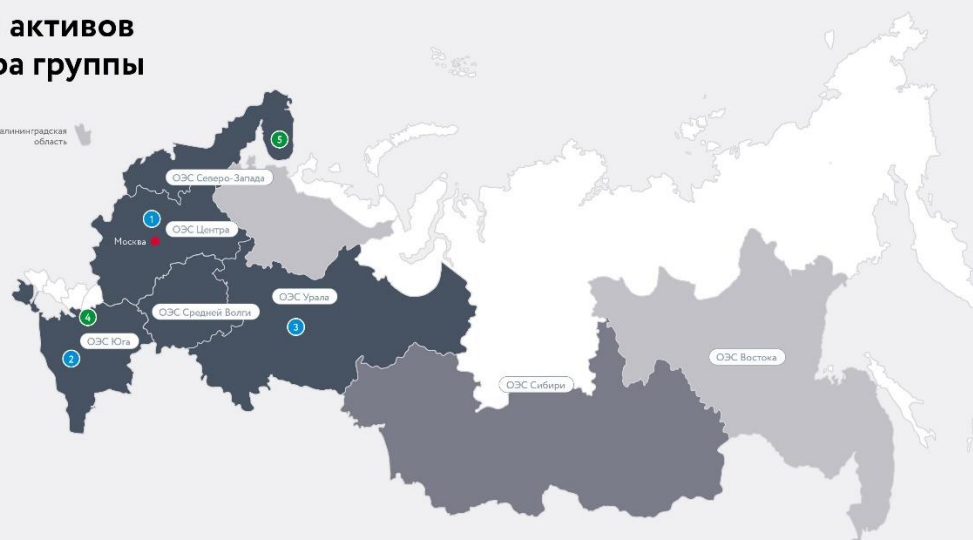 активов
ра группы
алининградская
область
5
ОЭС Северо-Запада
1
ОЭС Центра
Москва
ОЭС Урала
ОЭС Средней Волги
4
3
ОЭС Юга
2
ОЭС Востока
ОЭС Сибири